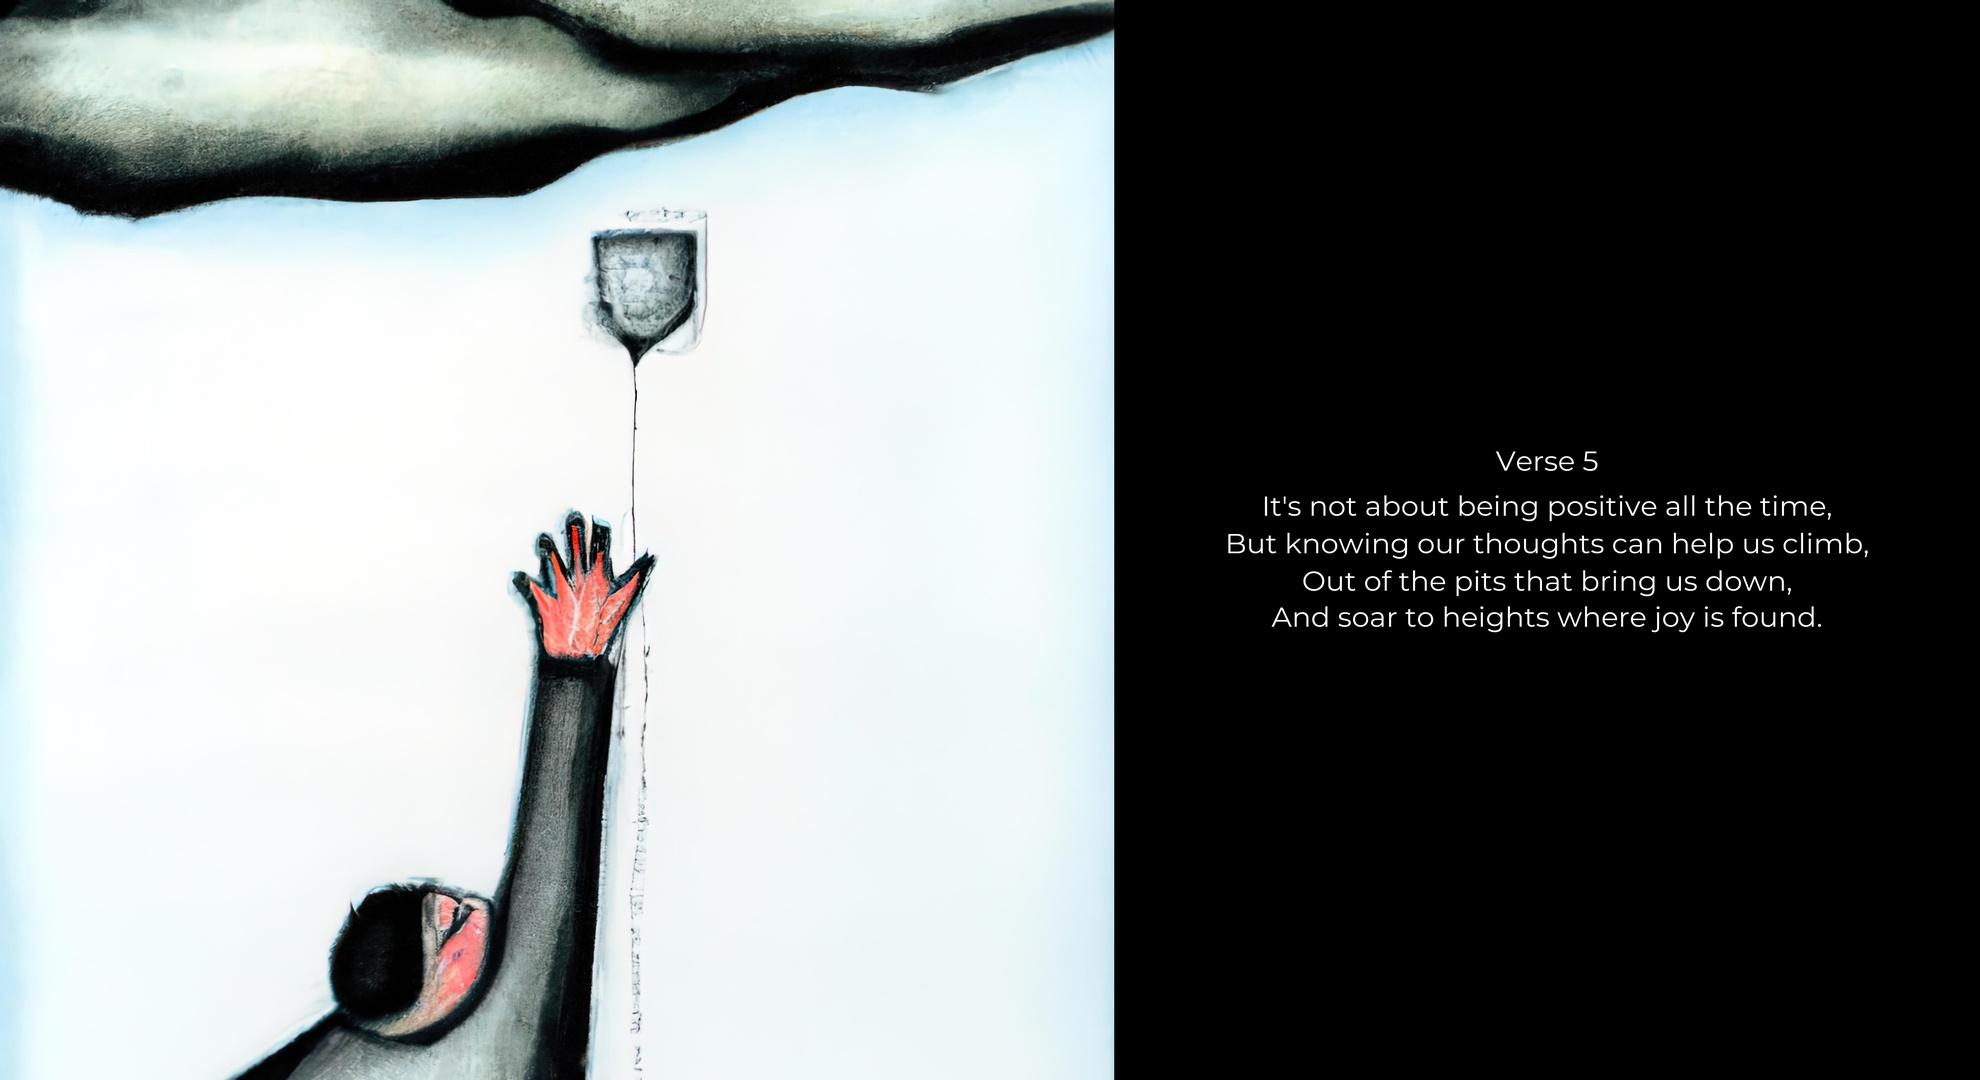 Verse 5
It's not about being positive all the time,
But knowing our thoughts can help us climb,
Out of the pits that bring us down,
And soar to heights where joy is found.